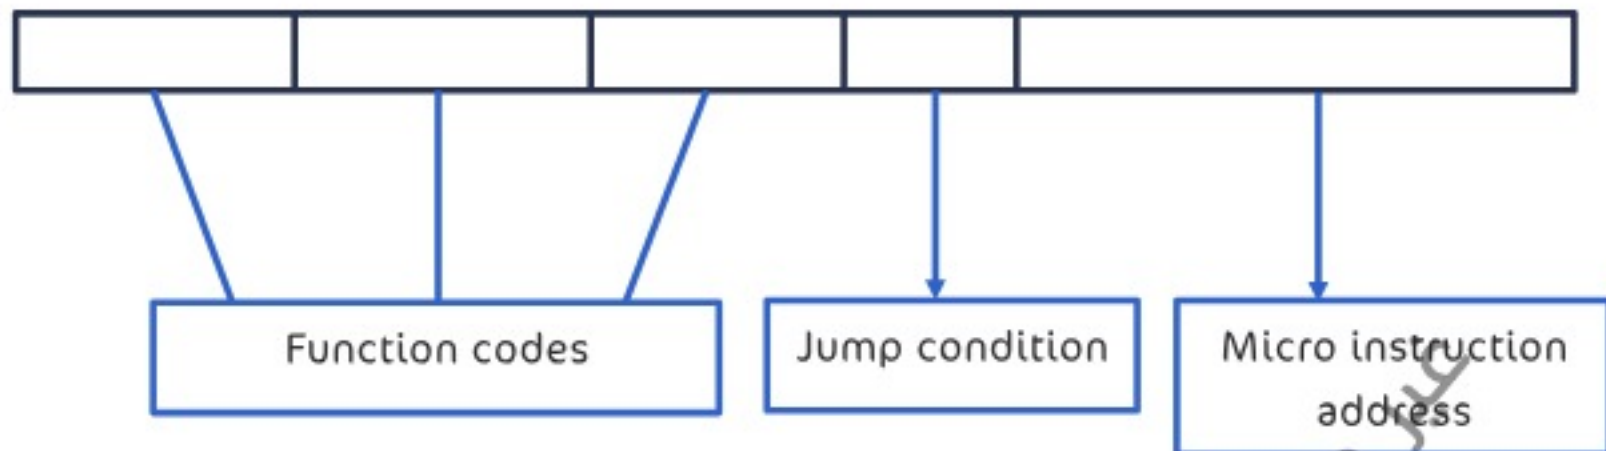 Function codes
Jump condition
Micro instruction
address